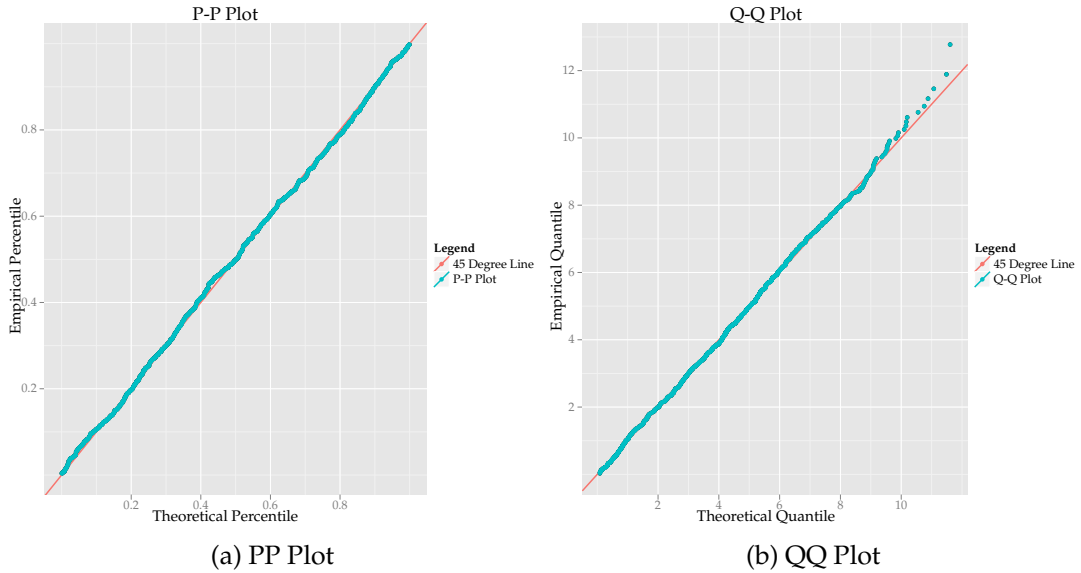 P-P Plot
Empirical Percentile
0.8
0.6
0.4
0.2
0.2 0.4 0.6 0.8
Theoretical Percentile
Legend
45 Degree Line
P-P Plot
(a) PP Plot
Q-Q Plot
Empirical Quantile
12
10
8
6
4
2
2 4 6 8 10
Theoretical Quantile
Legend
45 Degree Line
Q-Q Plot
(b) QQ Plot